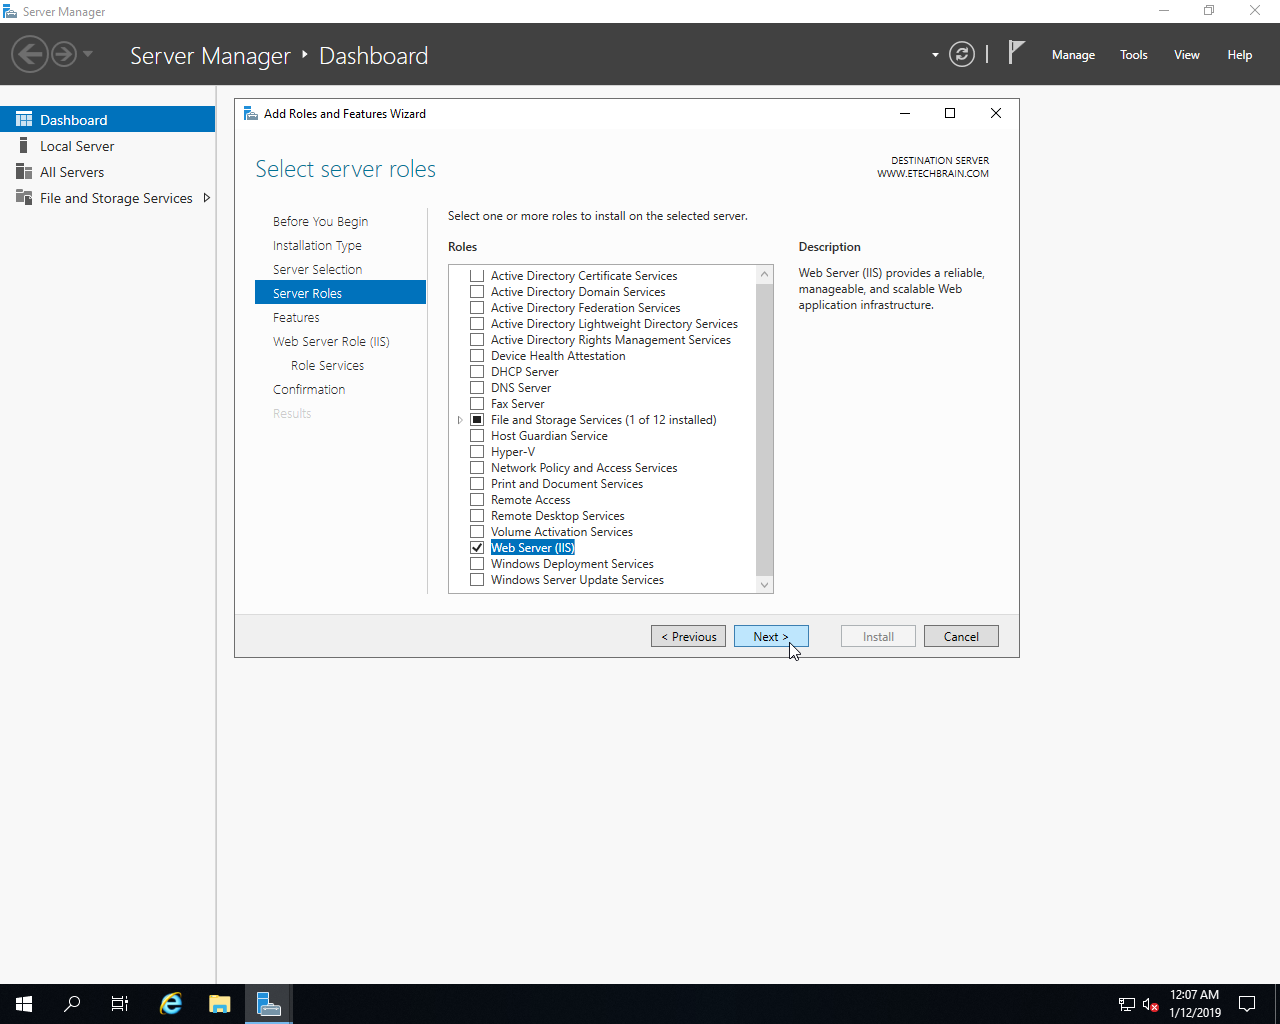 Server Manager
Server Manager ‣ Dashboard
Manage
Tools
View
Help
Dashboard
Local Server
All Servers
File and Storage Services
Add Roles and Features Wizard
Select server roles
DESTINATION SERVER
WWW.ETECHBRAIN.COM
Before You Begin
Installation Type
Server Selection
Server Roles
Features
Web Server Role (IIS)
Role Services
Confirmation
Results
Select one or more roles to install on the selected server.
Roles
Active Directory Certificate Services
Active Directory Domain Services
Active Directory Federation Services
Active Directory Lightweight Directory Services
Active Directory Rights Management Services
Device Health Attestation
DHCP Server
DNS Server
Fax Server
File and Storage Services (1 of 12 installed)
Host Guardian Service
Hyper-V
Network Policy and Access Services
Print and Document Services
Remote Access
Remote Desktop Services
Volume Activation Services
Web Server (IIS)
Windows Deployment Services
Windows Server Update Services
Description
Web Server (IIS) provides a reliable,
manageable, and scalable Web
application infrastructure.
< Previous
Next >
Install
Cancel
12:07 AM
1/12/2019